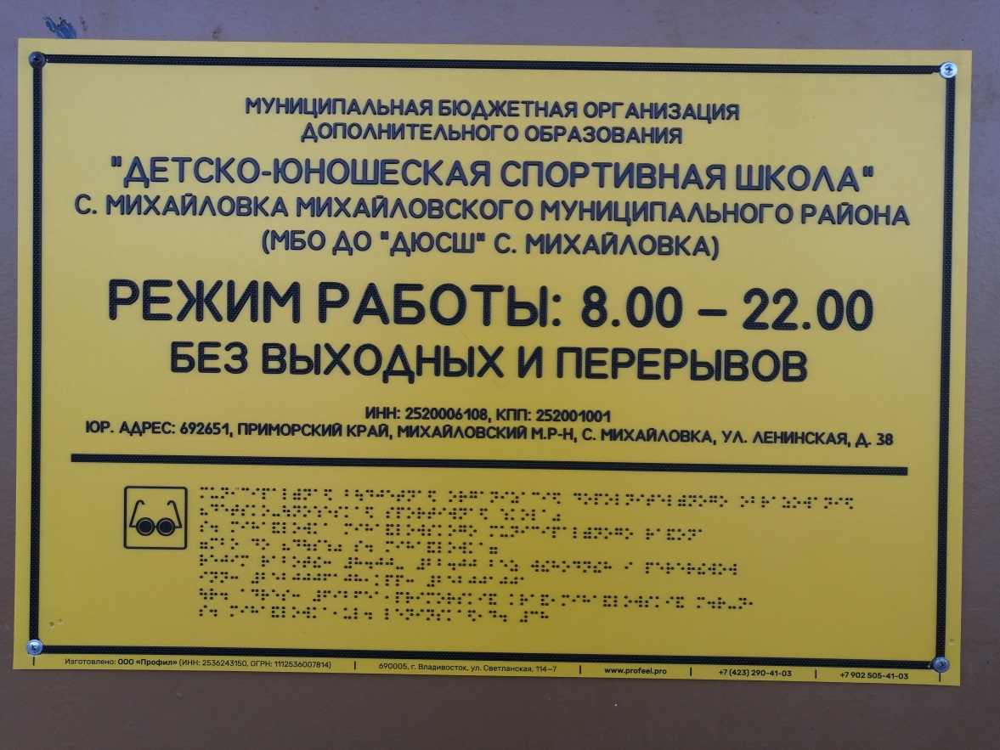 МУНИЦИПАЛЬНАЯ БЮДЖЕТНАЯ ОРГАНИЗАЦИЯ
ДОПОЛНИТЕЛЬНОГО ОБРАЗОВАНИЯ
"ДЕТСКО-ЮНОШЕСКАЯ СПОРТИВНАЯ ШКОЛА"
С. МИХАЙЛОВКА МИХАЙЛОВСКОГО МУНИЦИПАЛЬНОГО РАЙОНА
(МБО ДО "ДЮСШ" С. МИХАЙЛОВКА)
РЕЖИМ РАБОТЫ: 8.00 – 22.00
БЕЗ ВЫХОДНЫХ И ПЕРЕРЫВОВ
ИНН: 2520006108, КПП: 252001001
ЮР. АДРЕС: 692651, ПРИМОРСКИЙ КРАЙ, МИХАЙЛОВСКИЙ М.Р-Н, С. МИХАЙЛОВКА, УЛ. ЛЕНИНСКАЯ, Д. 38
Изготовлено: ООО «Профил» (ИНН: 2536243150, ОГРН: 1112536007814) | 690005, г. Владивосток, ул. Светланская, 114–7 | www.profeel.pro | +7 (423) 290-41-03 | +7 902 505-41-03